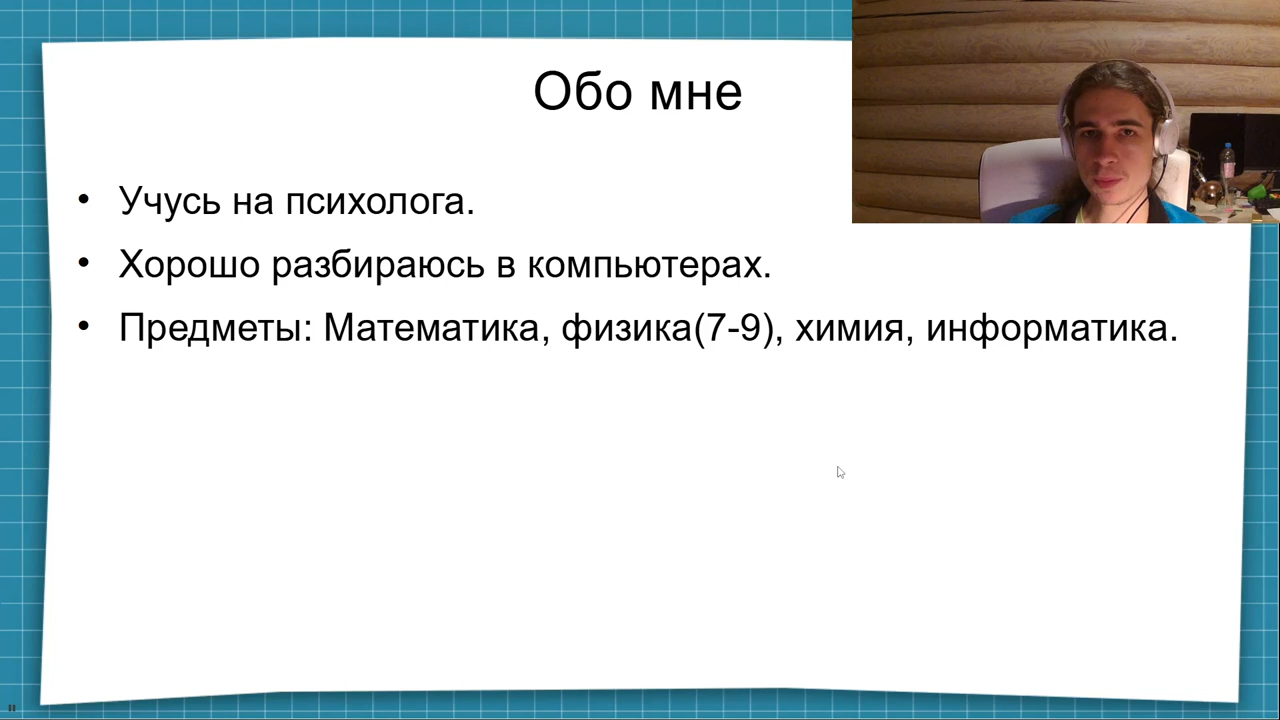 Обо мне
• Учусь на психолога.
• Хорошо разбираюсь в компьютерах.
• Предметы: Математика, физика(7-9), химия, информатика.